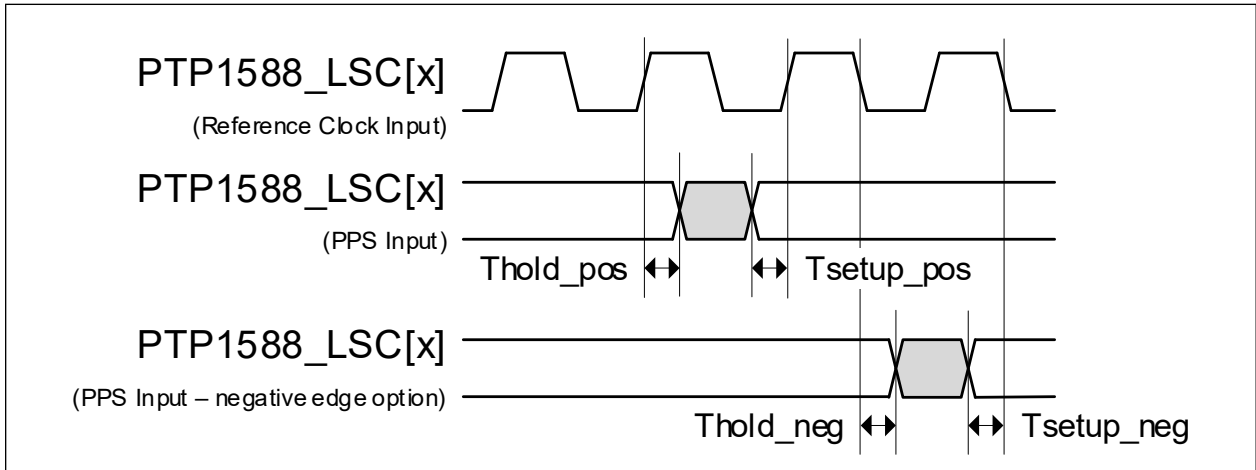 PTP1588_LSC[x]
(Reference Clock Input)
PTP1588_LSC[x]
(PPS Input)
Thold_pos
Tsetup_pos
PTP1588_LSC[x]
(PPS Input – negative edge option)
Thold_neg
Tsetup_neg